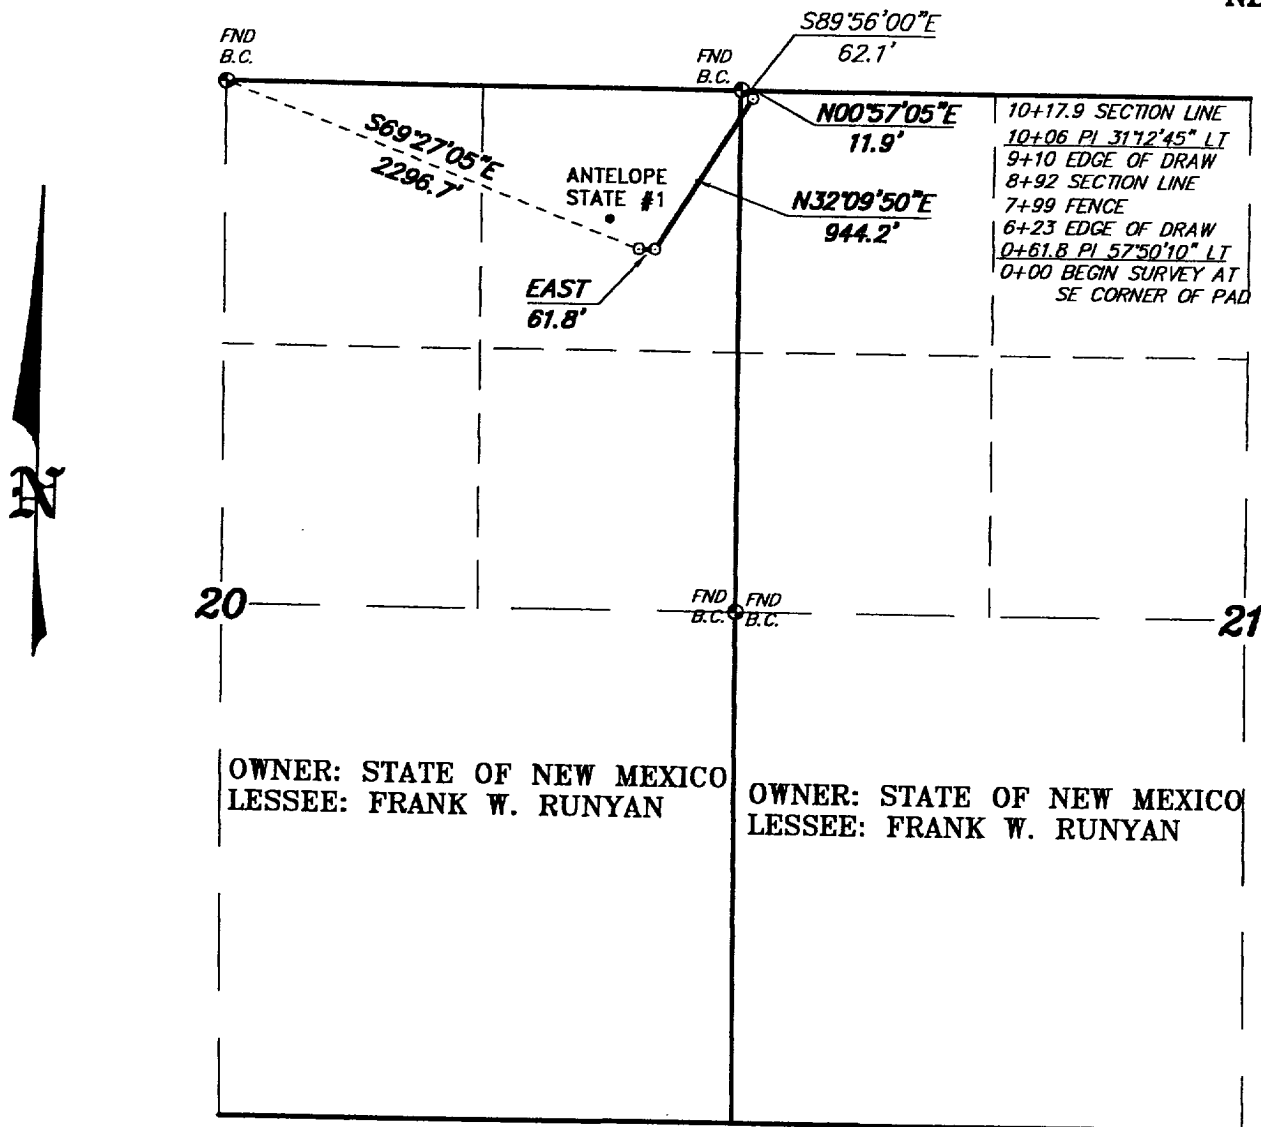 FND
B.C.
FND
B.C.
S89°56'00"E
62.1'
S69°27'05"E
2296.7'
ANTELOPE
STATE #1
N00°57'05"E
11.9'
N32°09'50"E
944.2'
EAST
61.8'
10+17.9 SECTION LINE
10+06 PI 31°12'45" LT
9+10 EDGE OF DRAW
8+92 SECTION LINE
7+99 FENCE
6+23 EDGE OF DRAW
0+61.8 PI 57°50'10" LT
0+00 BEGIN SURVEY AT
SE CORNER OF PAD
N
20
FND
B.C.
FND
B.C.
21
OWNER: STATE OF NEW MEXICO
LESSEE: FRANK W. RUNYAN
OWNER: STATE OF NEW MEXICO
LESSEE: FRANK W. RUNYAN